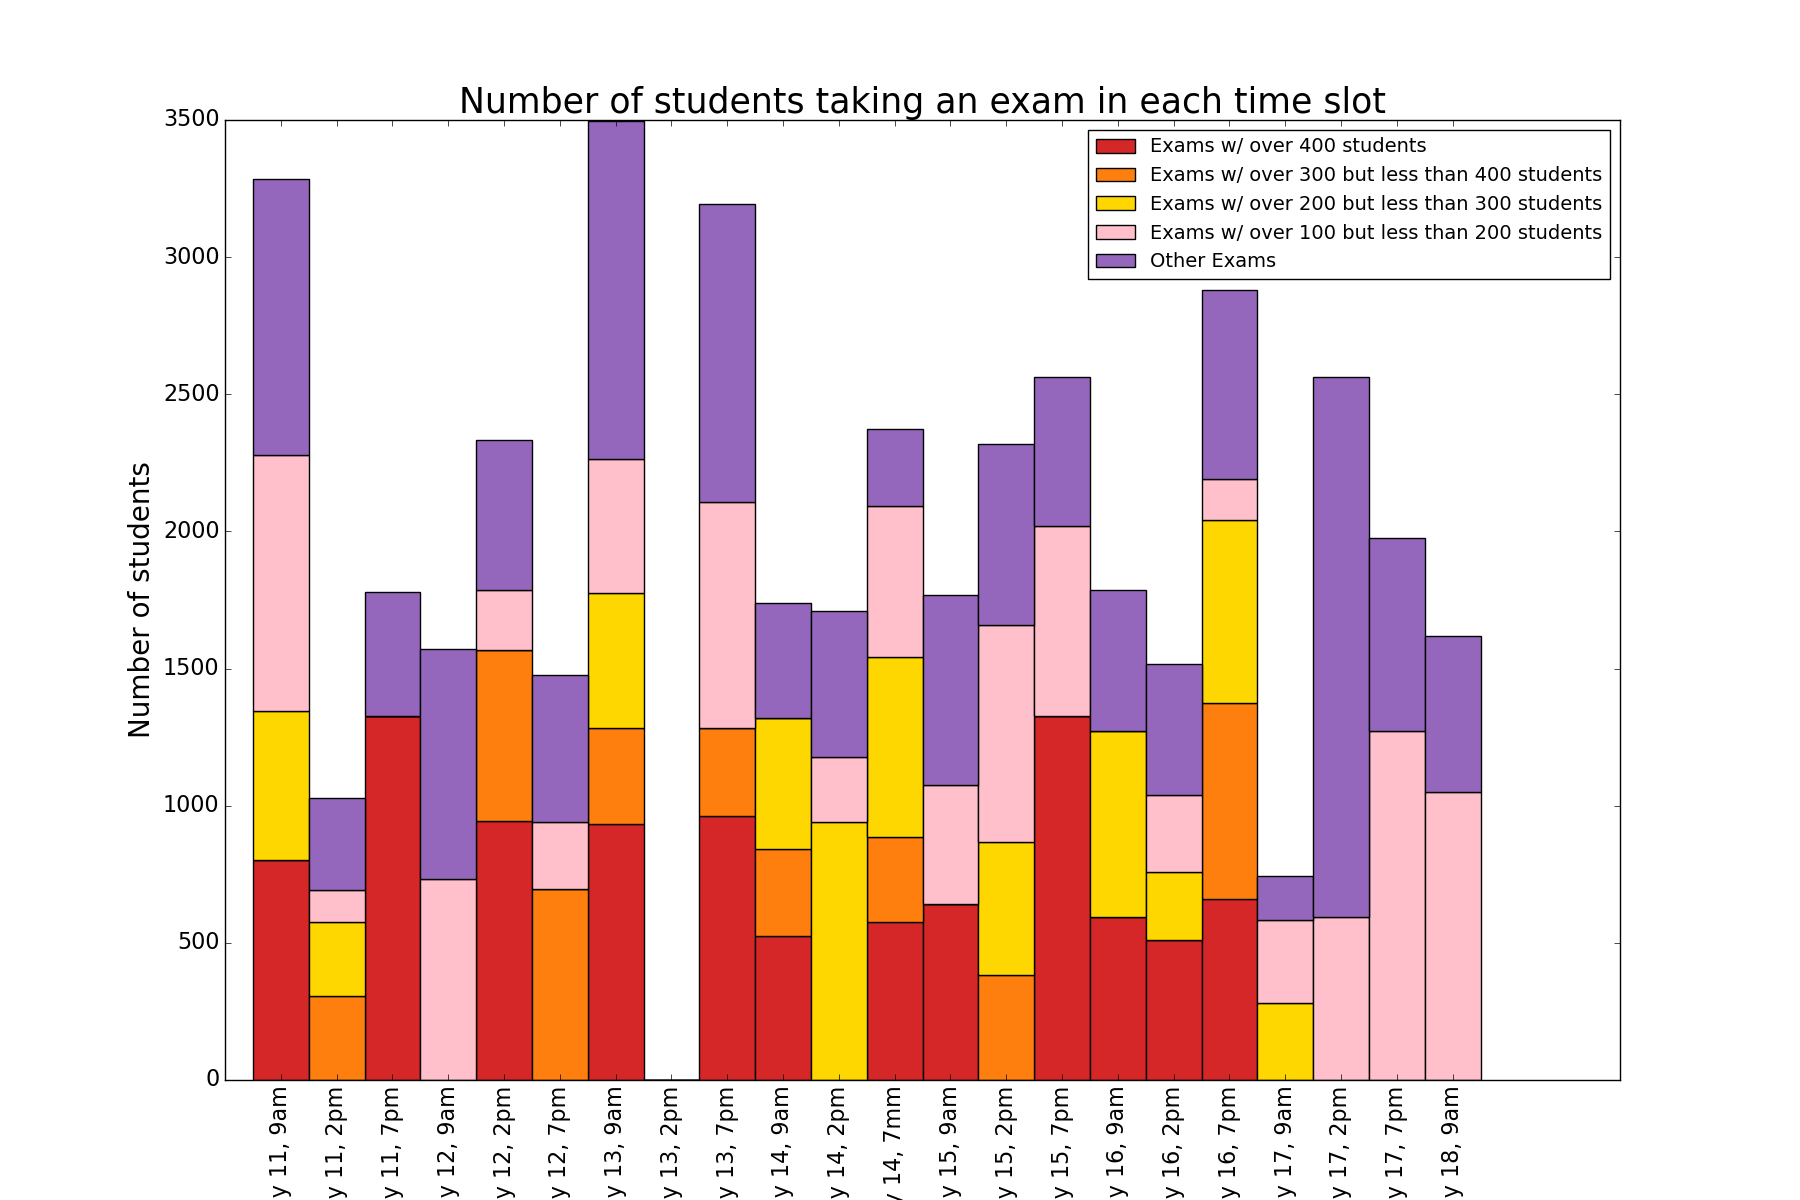 Number of students taking an exam in each time slot
3500
3000
2500
2000
1500
1000
500
0
Number of students
Exams w/ over 400 students
Exams w/ over 300 but less than 400 students
Exams w/ over 200 but less than 300 students
Exams w/ over 100 but less than 200 students
Other Exams
y 11, 9am
y 11, 2pm
y 11, 7pm
y 12, 9am
y 12, 2pm
y 12, 7pm
y 13, 9am
y 13, 2pm
y 13, 7pm
y 14, 9am
y 14, 2pm
y 14, 7mm
y 15, 9am
y 15, 2pm
y 15, 7pm
y 16, 9am
y 16, 2pm
y 16, 7pm
y 17, 9am
y 17, 2pm
y 17, 7pm
y 18, 9am